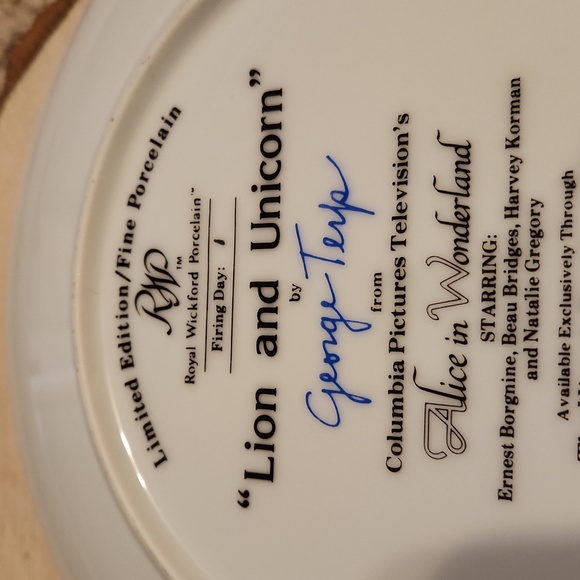 Limited Edition/Fine Porcelain
RWP™
Royal Wickford Porcelain™
Firing Day:
"Lion and Unicorn"
by
George Terp
from
Columbia Pictures Television's
Alice in Wonderland
STARRING:
Ernest Borgnine, Beau Bridges, Harvey Korman
and Natalie Gregory
Available Exclusively Through